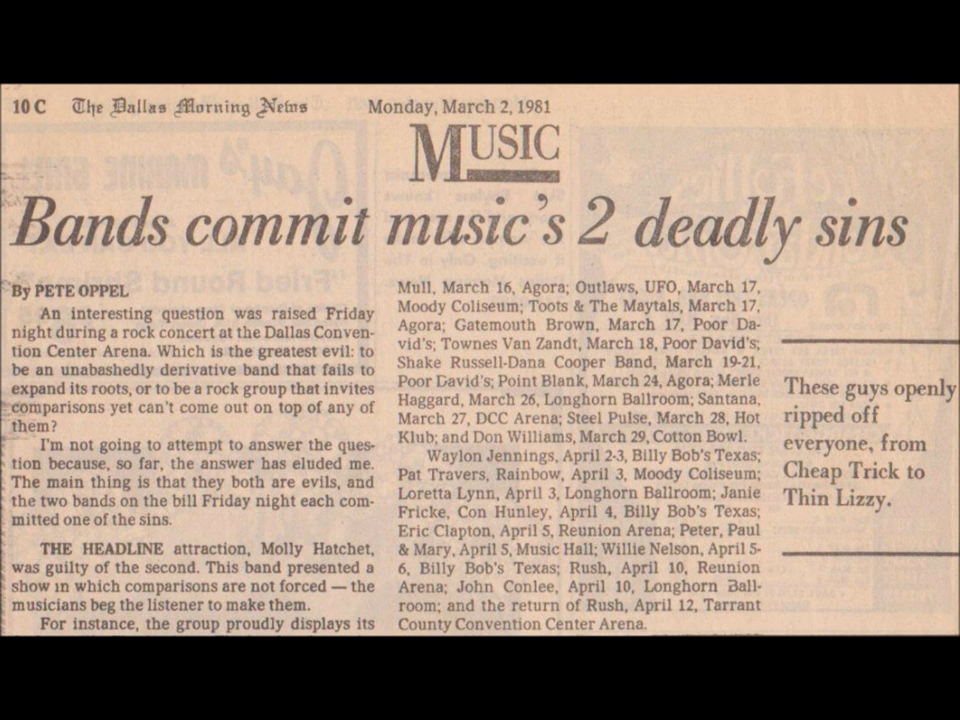 10 C The Dallas Morning News Monday, March 2, 1981
MUSIC
Bands commit music's 2 deadly sins
By PETE OPPEL
An interesting question was raised Friday
night during a rock concert at the Dallas Conven-
tion Center Arena. Which is the greatest evil: to
be an unabashedly derivative band that fails to
expand its roots, or to be a rock group that invites
comparisons yet can't come out on top of any of
them?
I'm not going to attempt to answer the ques-
tion because, so far, the answer has eluded me.
The main thing is that they both are evils, and
the two bands on the bill Friday night each com-
mitted one of the sins.
THE HEADLINE attraction, Molly Hatchet,
was guilty of the second. This band presented a
show in which comparisons are not forced — the
musicians beg the listener to make them.
For instance, the group proudly displays its
Mull, March 16, Agora; Outlaws, UFO, March 17,
Moody Coliseum; Toots & The Maytals, March 17,
Agora; Gatemouth Brown, March 17, Poor Da-
vid's; Townes Van Zandt, March 18, Poor David's;
Shake Russell-Dana Cooper Band, March 19-21,
Poor David's; Point Blank, March 24, Agora; Merle
Haggard, March 26, Longhorn Ballroom; Santana,
March 27, DCC Arena; Steel Pulse, March 28, Hot
Klub; and Don Williams, March 29, Cotton Bowl.
Waylon Jennings, April 2-3, Billy Bob's Texas;
Pat Travers, Rainbow, April 3, Moody Coliseum;
Loretta Lynn, April 3, Longhorn Ballroom; Janie
Fricke, Con Hunley, April 4, Billy Bob's Texas;
Eric Clapton, April 5, Reunion Arena; Peter, Paul
& Mary, April 5, Music Hall; Willie Nelson, April 5-
6, Billy Bob's Texas; Rush, April 10, Reunion
Arena; John Conlee, April 10, Longhorn Ball-
room; and the return of Rush, April 12, Tarrant
County Convention Center Arena.
These guys openly
ripped off
everyone, from
Cheap Trick to
Thin Lizzy.